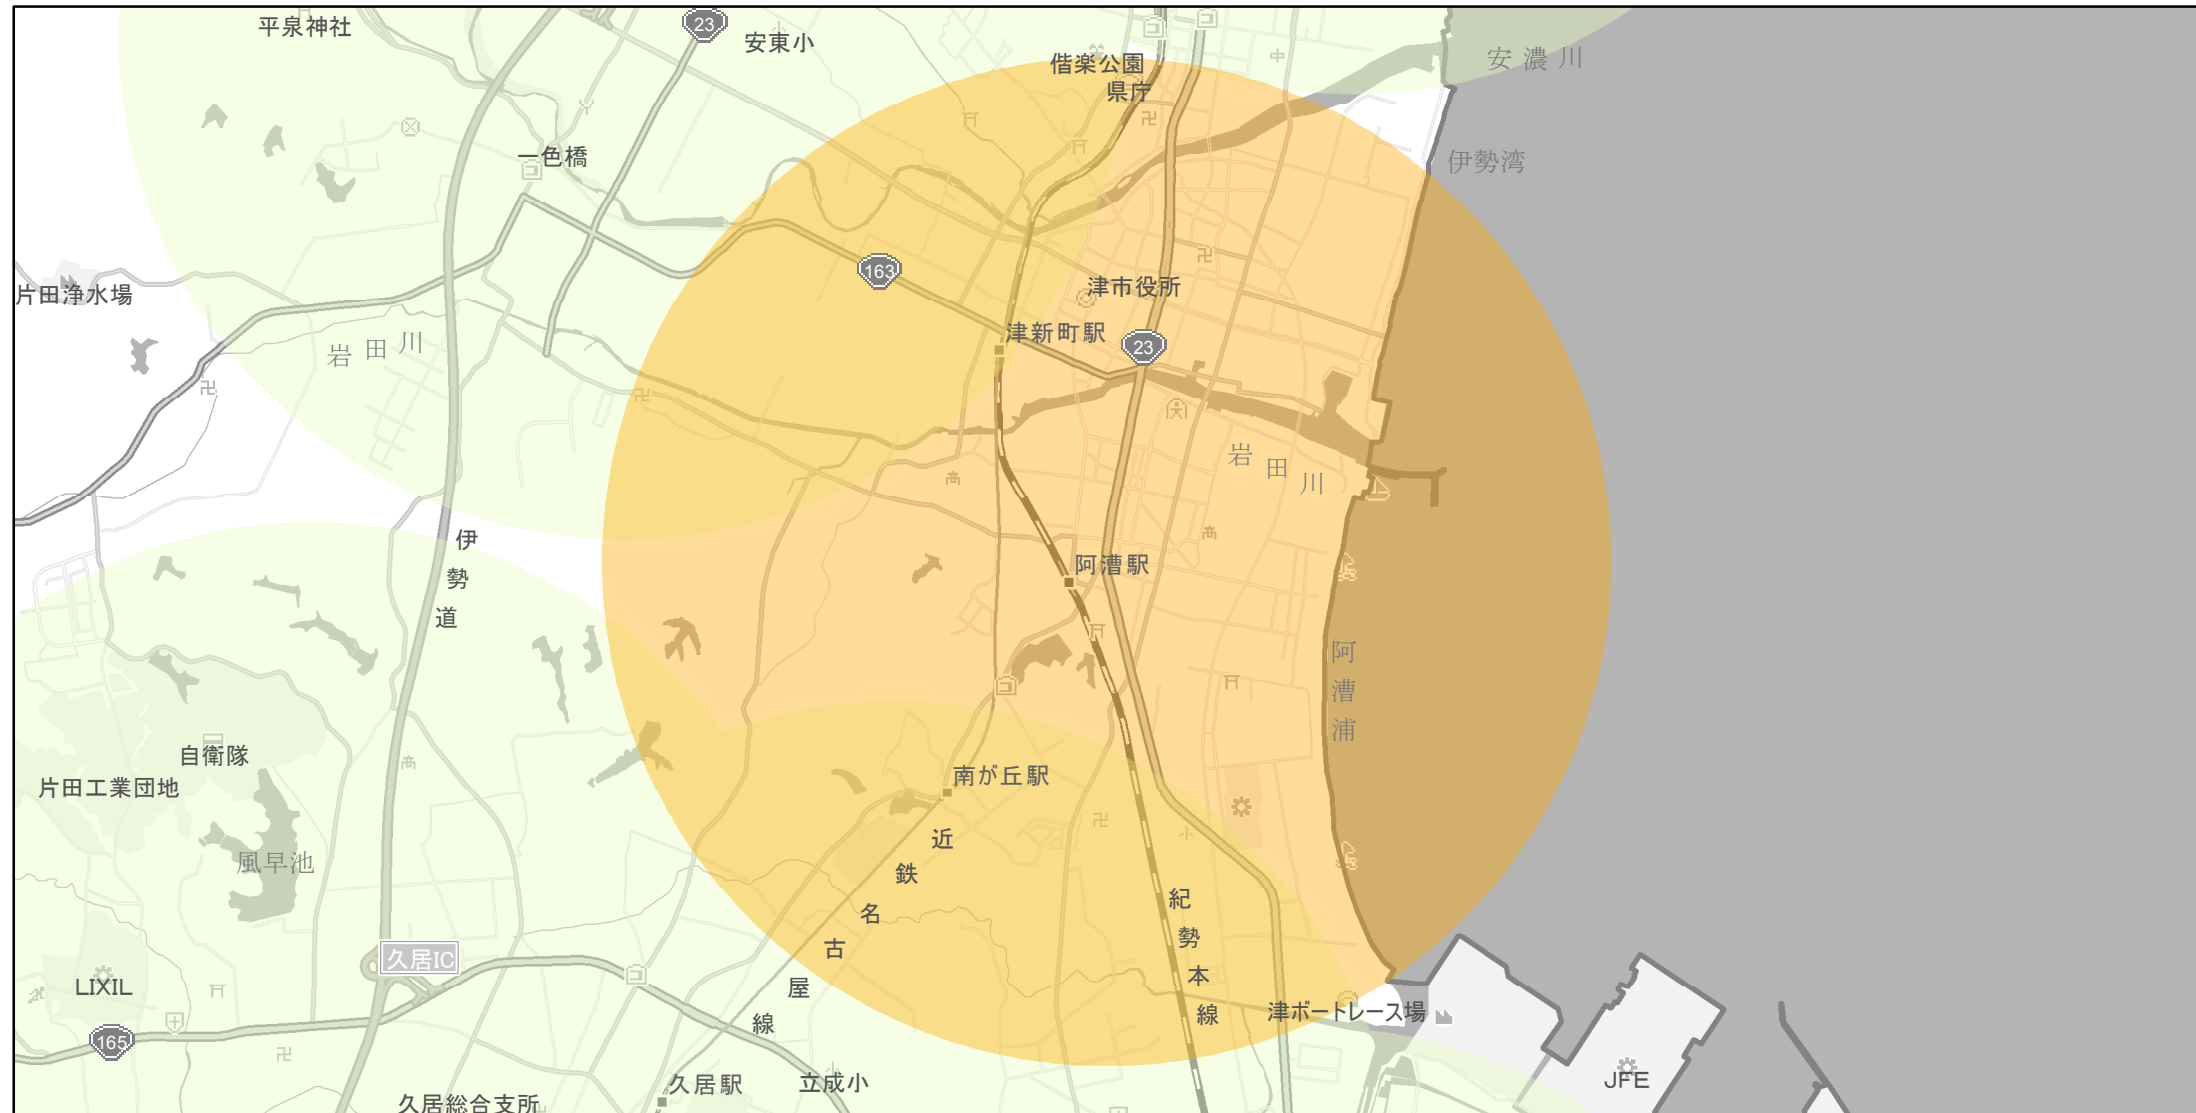 平泉神社
23
安東小
偕楽公園
県庁
安濃川
一色橋
伊勢湾
片田浄水場
163
津市役所
岩田川
津新町駅
23
岩田川
伊勢道
阿漕駅
阿漕浦
自衛隊
片田工業団地
南が丘駅
風早池
近鉄名古屋線
紀勢本線
久居IC
LIXIL
津ボートレース場
165
JFE
久居駅
立成小
久居総合支所